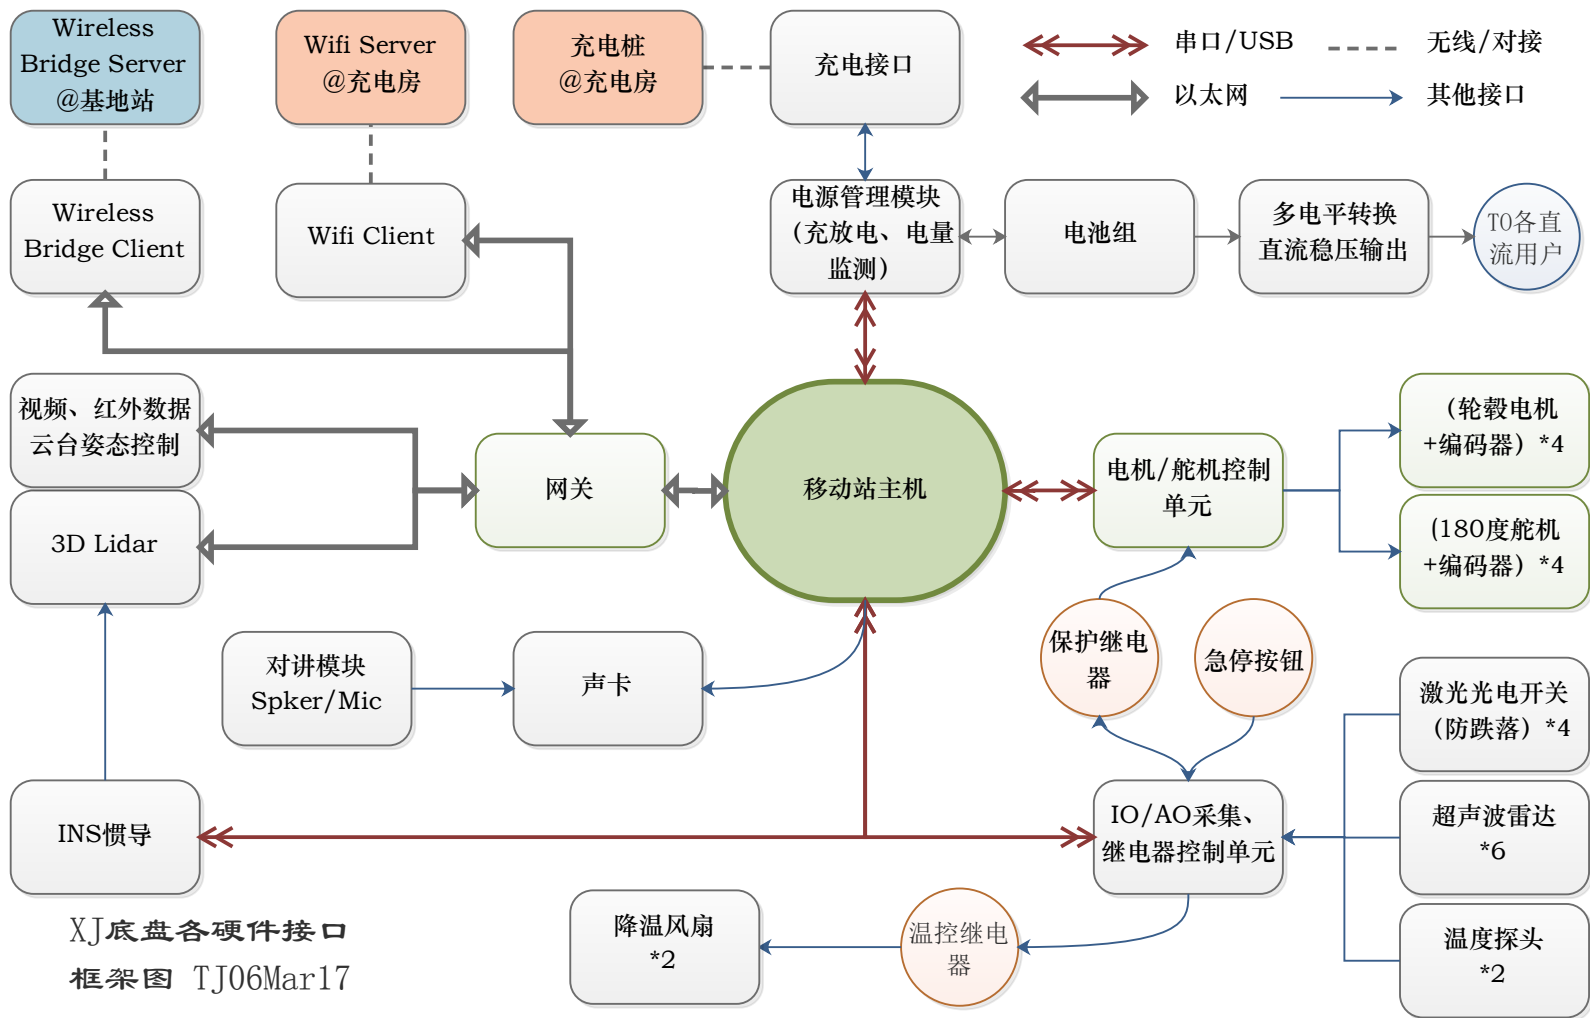 Wireless
Bridge Server
@基地站
Wifi Server
@充电房
充电桩
@充电房
充电接口
串口/USB
无线/对接
以太网
其他接口
Wireless
Bridge Client
Wifi Client
电源管理模块
（充放电、电量
监测）
电池组
多电平转换
直流稳压输出
TO各直
流用户
视频、红外数据
云台姿态控制
3D Lidar
网关
移动站主机
电机/舵机控制
单元
（轮毂电机
+编码器）*4
(180度舵机
+编码器）*4
对讲模块
Spker/Mic
声卡
保护继电
器
急停按钮
激光光电开关
（防跌落）*4
INS惯导
IO/AO采集、
继电器控制单元
超声波雷达
*6
降温风扇
*2
温控继电
器
温度探头
*2
XJ底盘各硬件接口
框架图 TJ06Mar17